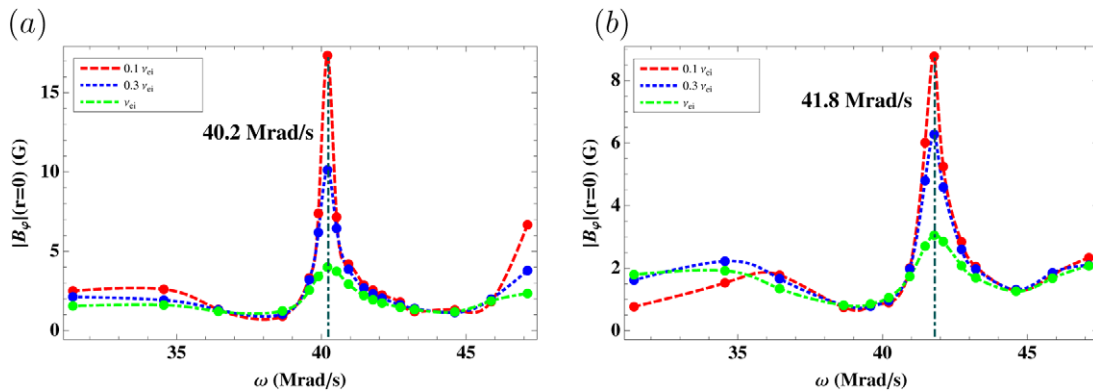 (a)
15
10
5
0
|B_φ|(r=0) (G)
0.1 ν_ei
0.3 ν_ei
ν_ei
40.2 Mrad/s
35 40 45
ω (Mrad/s)
(b)
8
6
4
2
0
|B_φ|(r=0) (G)
0.1 ν_ei
0.3 ν_ei
ν_ei
41.8 Mrad/s
35 40 45
ω (Mrad/s)